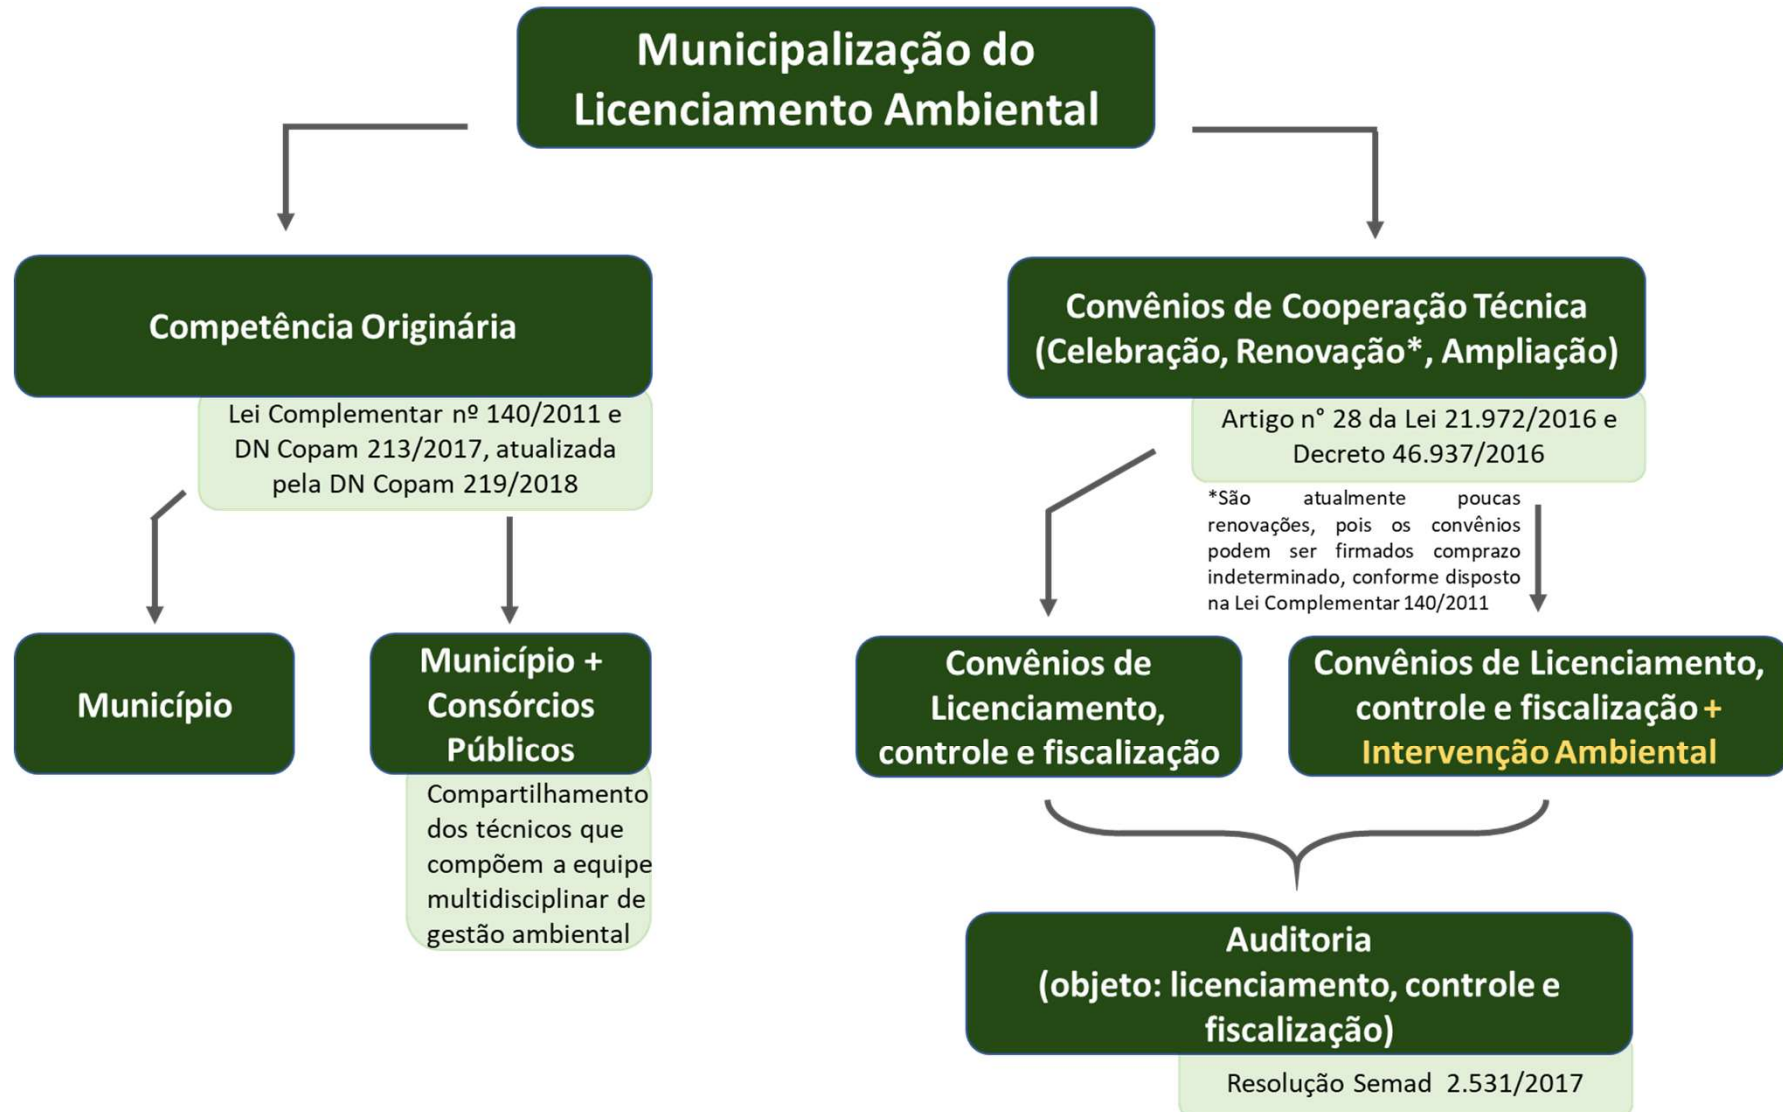 Municipalização do
Licenciamento Ambiental
Competência Originária
Lei Complementar nº 140/2011 e
DN Copam 213/2017, atualizada
pela DN Copam 219/2018
Município
Município +
Consórcios
Públicos
Compartilhamento
dos técnicos que
compõem a equipe
multidisciplinar de
gestão ambiental
Convênios de Cooperação Técnica
(Celebração, Renovação*, Ampliação)
Artigo n° 28 da Lei 21.972/2016 e
Decreto 46.937/2016
*São atualmente poucas
renovações, pois os convênios
podem ser firmados comprazo
indeterminado, conforme disposto
na Lei Complementar 140/2011
Convênios de
Licenciamento,
controle e fiscalização
Convênios de Licenciamento,
controle e fiscalização +
Intervenção Ambiental
Auditoria
(objeto: licenciamento, controle e
fiscalização)
Resolução Semad 2.531/2017